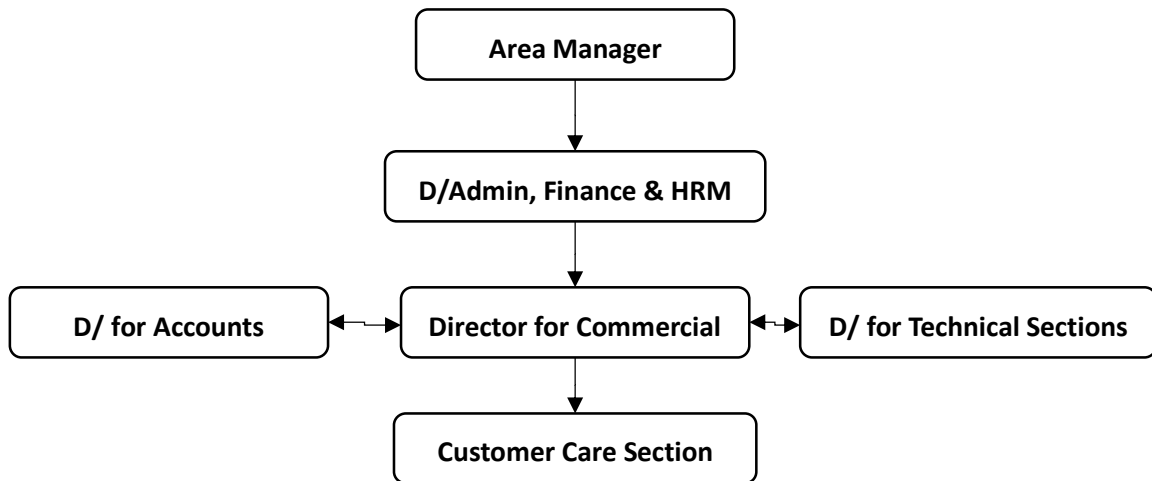 Area Manager
D/Admin, Finance & HRM
D/ for Accounts
Director for Commercial
D/ for Technical Sections
Customer Care Section